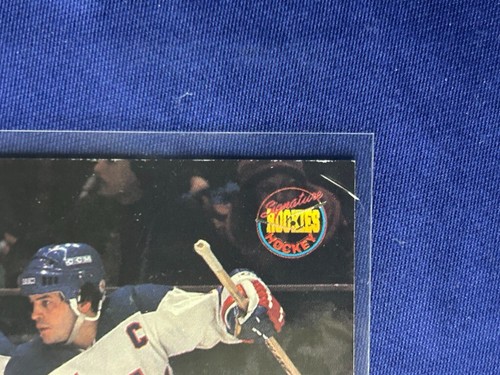 Signature
ROOKIES
HOCKEY
CCM
C